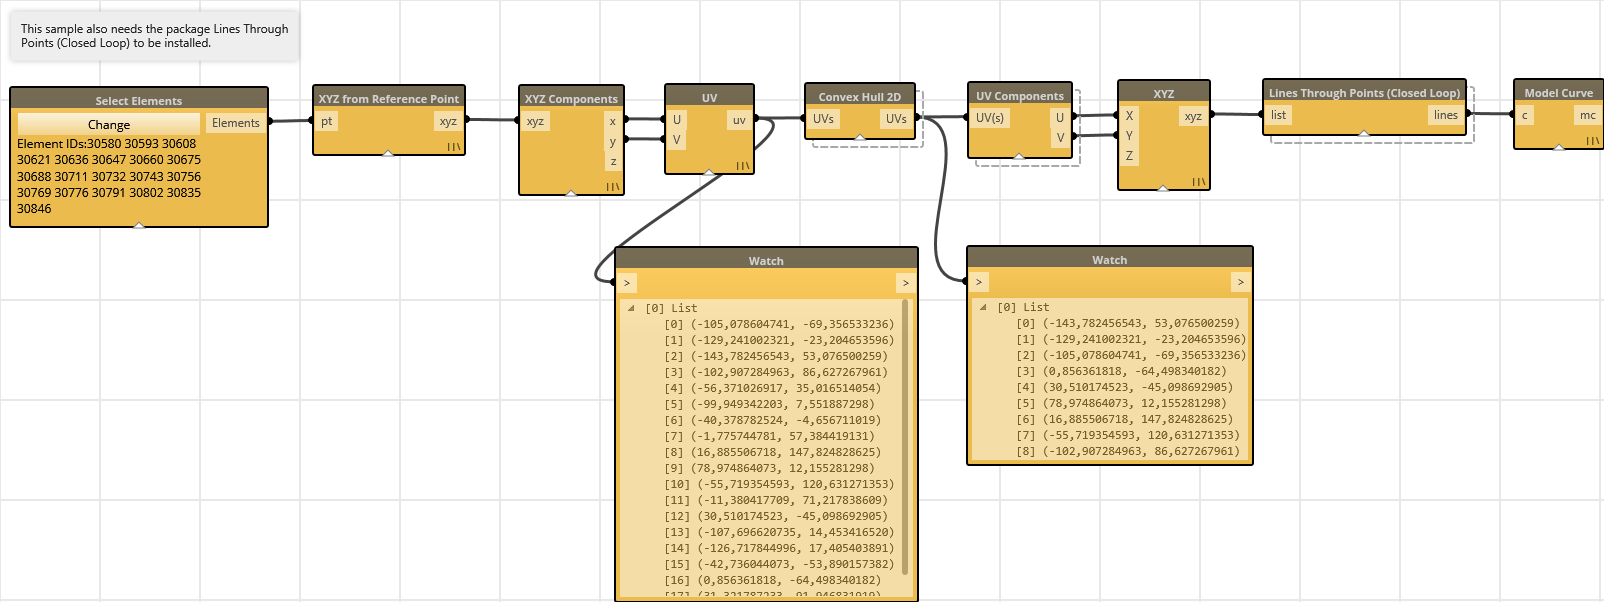 This sample also needs the package Lines Through
Points (Closed Loop) to be installed.
Select Elements
Change
Elements
Element IDs:30580 30593 30608
30621 30636 30647 30660 30675
30688 30711 30732 30743 30756
30769 30776 30791 30802 30835
30846
XYZ from Reference Point
pt
xyz
XYZ Components
xyz
x
y
z
UV
U
uv
V
Convex Hull 2D
UVs
UVs
UV Components
UV(s)
U
V
XYZ
X
xyz
Y
Z
Lines Through Points (Closed Loop)
list
lines
Model Curve
c
mc
Watch
>
>
[0] List
[0] (-105,078604741, -69,356533236)
[1] (-129,241002321, -23,204653596)
[2] (-143,782456543, 53,076500259)
[3] (-102,907284963, 86,627267961)
[4] (-56,371026917, 35,016514054)
[5] (-99,949342203, 7,551887298)
[6] (-40,378782524, -4,656711019)
[7] (-1,775744781, 57,384419131)
[8] (16,885506718, 147,824828625)
[9] (78,974864073, 12,155281298)
[10] (-55,719354593, 120,631271353)
[11] (-11,380417709, 71,217838609)
[12] (30,510174523, -45,098692905)
[13] (-107,696620735, 14,453416520)
[14] (-126,717844996, 17,405403891)
[15] (-42,736044073, -53,890157382)
[16] (0,856361818, -64,498340182)
[17] (31,321787233, 91,946831919)
Watch
>
>
[0] List
[0] (-143,782456543, 53,076500259)
[1] (-129,241002321, -23,204653596)
[2] (-105,078604741, -69,356533236)
[3] (0,856361818, -64,498340182)
[4] (30,510174523, -45,098692905)
[5] (78,974864073, 12,155281298)
[6] (16,885506718, 147,824828625)
[7] (-55,719354593, 120,631271353)
[8] (-102,907284963, 86,627267961)